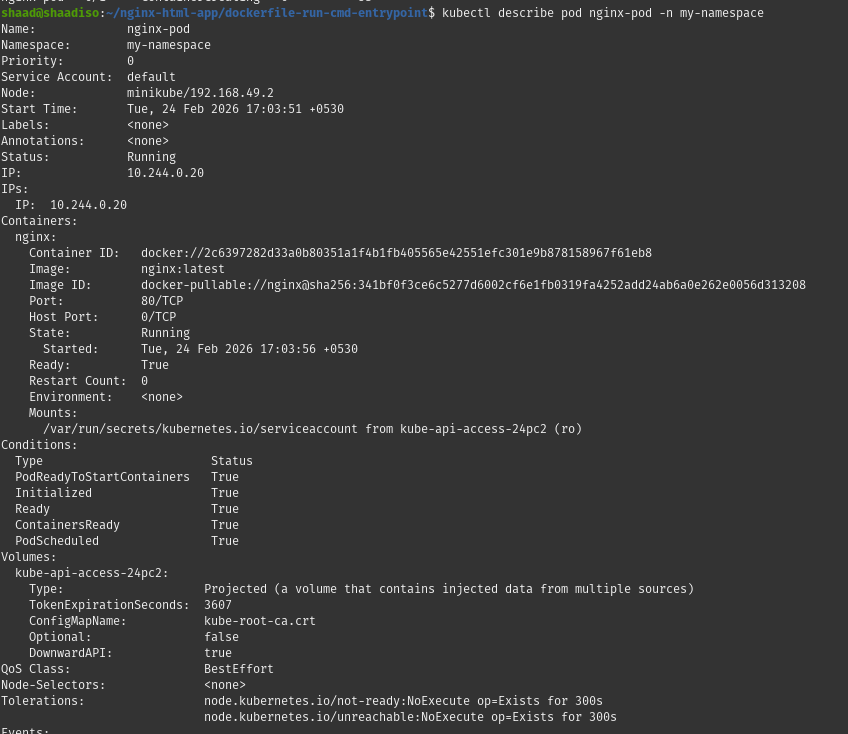 shaad@shaadiso:~/nginx-html-app/dockerfile-run-cmd-entrypoint$ kubectl describe pod nginx-pod -n my-namespace
Name:             nginx-pod
Namespace:        my-namespace
Priority:         0
Service Account:  default
Node:             minikube/192.168.49.2
Start Time:       Tue, 24 Feb 2026 17:03:51 +0530
Labels:           <none>
Annotations:      <none>
Status:           Running
IP:               10.244.0.20
IPs:
  IP:  10.244.0.20
Containers:
  nginx:
    Container ID:   docker://2c6397282d33a0b80351a1f4b1fb405565e42551efc301e9b878158967f61eb8
    Image:          nginx:latest
    Image ID:       docker-pullable://nginx@sha256:341bf0f3ce6c5277d6002cf6e1fb0319fa4252add24ab6a0e262e0056d313208
    Port:           80/TCP
    Host Port:      0/TCP
    State:          Running
      Started:      Tue, 24 Feb 2026 17:03:56 +0530
    Ready:          True
    Restart Count:  0
    Environment:    <none>
    Mounts:
      /var/run/secrets/kubernetes.io/serviceaccount from kube-api-access-24pc2 (ro)
Conditions:
  Type                        Status
  PodReadyToStartContainers   True
  Initialized                 True
  Ready                       True
  ContainersReady             True
  PodScheduled                True
Volumes:
  kube-api-access-24pc2:
    Type:                    Projected (a volume that contains injected data from multiple sources)
    TokenExpirationSeconds:  3607
    ConfigMapName:           kube-root-ca.crt
    Optional:                false
    DownwardAPI:             true
QoS Class:                   BestEffort
Node-Selectors:              <none>
Tolerations:                 node.kubernetes.io/not-ready:NoExecute op=Exists for 300s
                             node.kubernetes.io/unreachable:NoExecute op=Exists for 300s
Events: